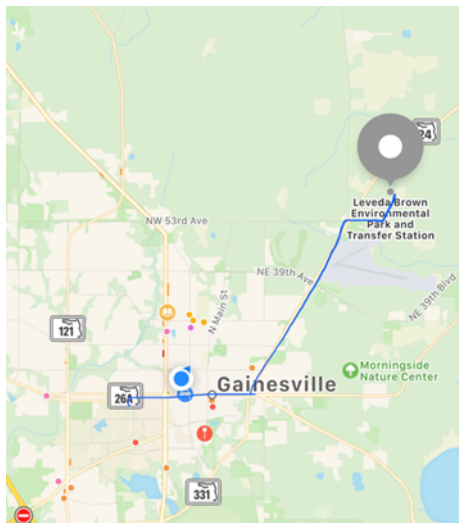 24
Leveda Brown
Environmental
Park and
Transfer Station
NW 53rd Ave
NE 39th Ave
NE 39th Blvd
N Main St
121
Morningside
Nature Center
Gainesville
26A
331